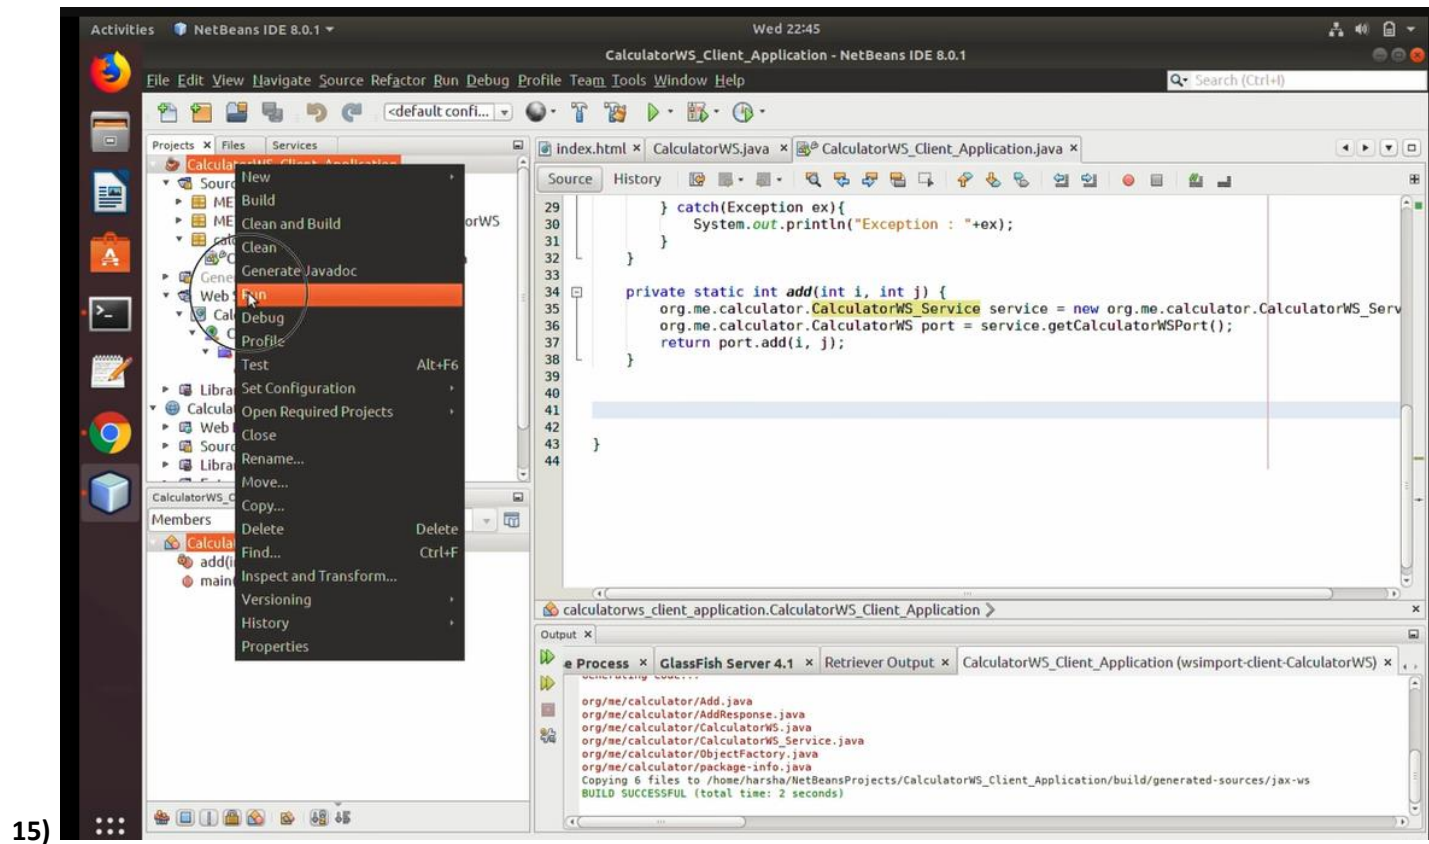 Activities NetBeans IDE 8.0.1 Wed 22:45
CalculatorWS_Client_Application - NetBeans IDE 8.0.1
File Edit View Navigate Source Refactor Run Debug Profile Team Tools Window Help Search (Ctrl+I)
<default confi...
Projects × Files Services
New
Build
Clean and Build
Clean
Generate Javadoc
Run
Debug
Profile
Test Alt+F6
Set Configuration
Open Required Projects
Close
Rename...
Move...
Copy...
Delete Delete
Find... Ctrl+F
Inspect and Transform...
Versioning
History
Properties
Members
index.html × CalculatorWS.java × CalculatorWS_Client_Application.java ×
Source History
29 } catch(Exception ex){
30 System.out.println("Exception : "+ex);
31 }
32 }
33
34 private static int add(int i, int j) {
35 org.me.calculator.CalculatorWS_Service service = new org.me.calculator.CalculatorWS_Serv
36 org.me.calculator.CalculatorWS port = service.getCalculatorWSPort();
37 return port.add(i, j);
38 }
39
40
41
42
43 }
44
calculatorws_client_application.CalculatorWS_Client_Application
Output ×
e Process × GlassFish Server 4.1 × Retriever Output × CalculatorWS_Client_Application (wsimport-client-CalculatorWS) ×
org/me/calculator/Add.java
org/me/calculator/AddResponse.java
org/me/calculator/CalculatorWS.java
org/me/calculator/CalculatorWS_Service.java
org/me/calculator/ObjectFactory.java
org/me/calculator/package-info.java
Copying 6 files to /home/harsha/NetBeansProjects/CalculatorWS_Client_Application/build/generated-sources/jax-ws
BUILD SUCCESSFUL (total time: 2 seconds)
15)